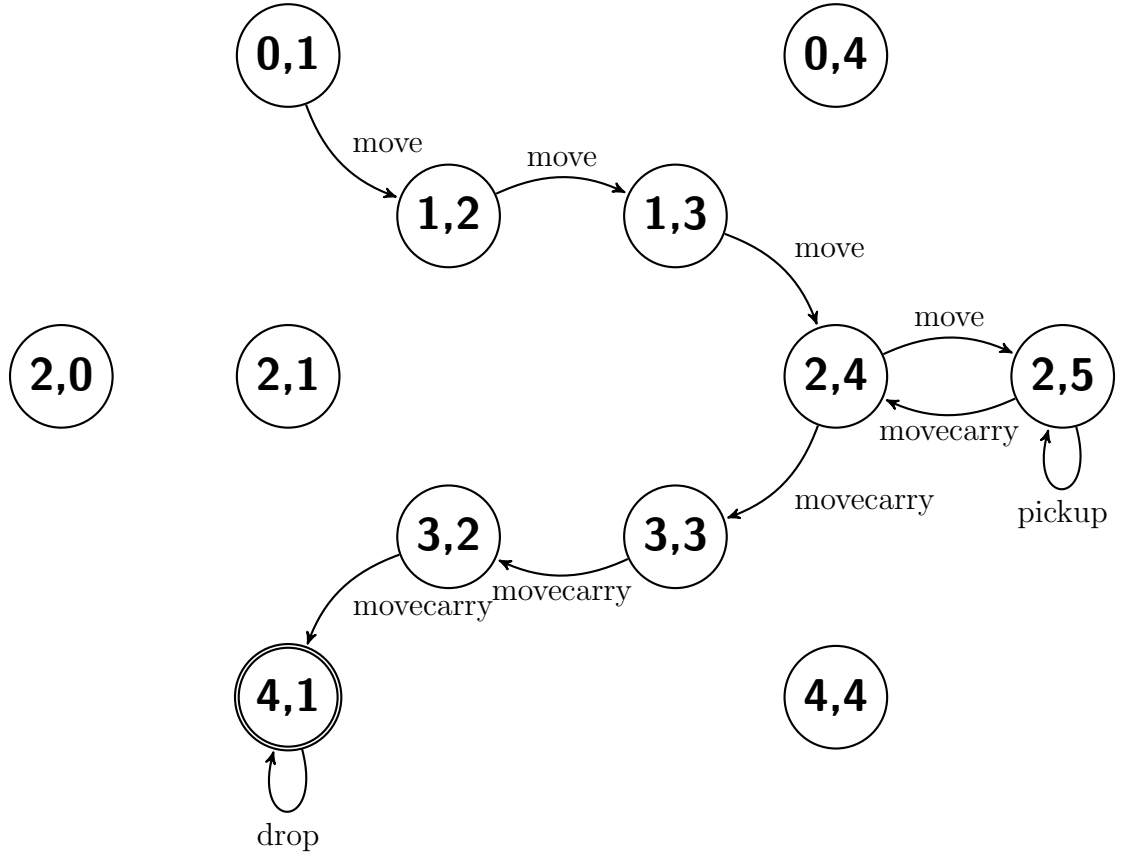 0,1
0,4
move
move
1,2
1,3
move
move
2,0
2,1
2,4
2,5
movecarry
movecarry
pickup
3,2
3,3
movecarry
movecarry
4,1
4,4
drop